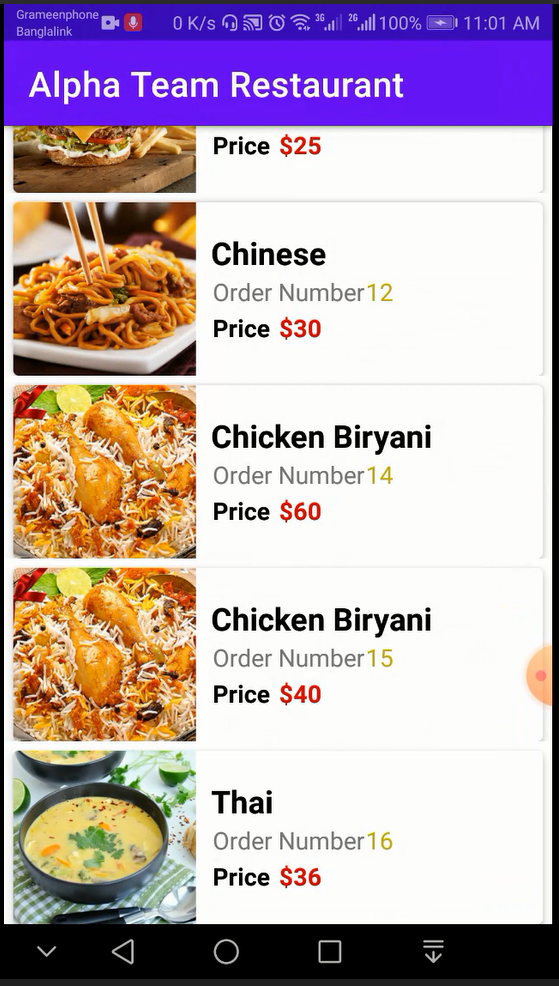 Grameenphone
Banglalink
0 K/s
3G
2G
100%
11:01 AM
Alpha Team Restaurant
Price $25
Chinese
Order Number12
Price $30
Chicken Biryani
Order Number14
Price $60
Chicken Biryani
Order Number15
Price $40
Thai
Order Number16
Price $36